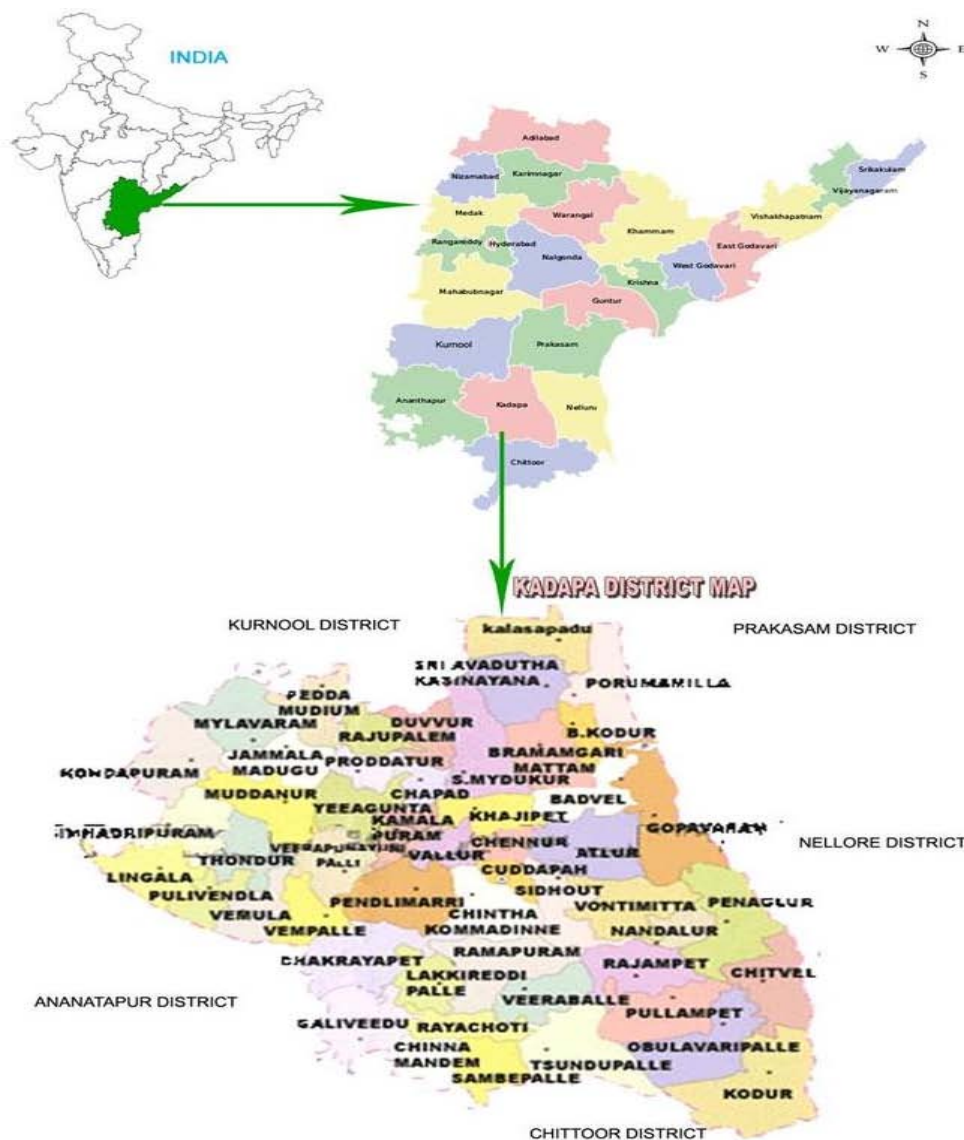 INDIA
N
W E
S
Adilabad
Nizamabad
Karimnagar
Srikakulam
Vijayanagaram
Medak
Warangal
Vishakhapatnam
Khammam
Rangareddy
Hyderabad
East Godavari
Nalgonda
West Godavari
Mahabubnagar
Krishna
Guntur
Kurnool
Prakasam
Ananthapur
Kadapa
Chittoor
KADAPA DISTRICT MAP
KURNOOL DISTRICT
PRAKASAM DISTRICT
kalasapadu
SRI AVADUTHA
KASINAYANA
PORUMAMILLA
PEDDA
MUDIUM
MYLAVARAM
DUVVUR
RAJUPALEM
B.KODUR
JAMMALA
MADUGU
PRODDATUR
BRAMAMGARI
MATTAM
KONDAPURAM
S.MYDUKUR
MUDDANUR
CHAPAD
BADVEL
YEEAGUNTA
KAMALA
PURAM
KHAJIPET
GOPAVARAM
NELLORE DISTRICT
THONDUR
PALLI
VALLUR
CHENNUR
ATLUR
LINGALA
CUDDAPAH
PULIVENDLA
SIDHOUT
VEMULA
PENDLIMARRI
VONTIMITTA
PENAGLUR
VEMPALLE
CHINTHA
KOMMADINNE
NANDALUR
CHAKRAYAPET
RAMAPURAM
RAJAMPET
CHITVEL
LAKKIREDDI
PALLE
VEERABALLE
PULLAMPET
ANANATAPUR DISTRICT
GALIVEEDU
RAYACHOTI
CHINNA
MANDEM
TSUNDUPALLE
OBULAVARIPALLE
SAMBEPALLE
KODUR
CHITTOOR DISTRICT